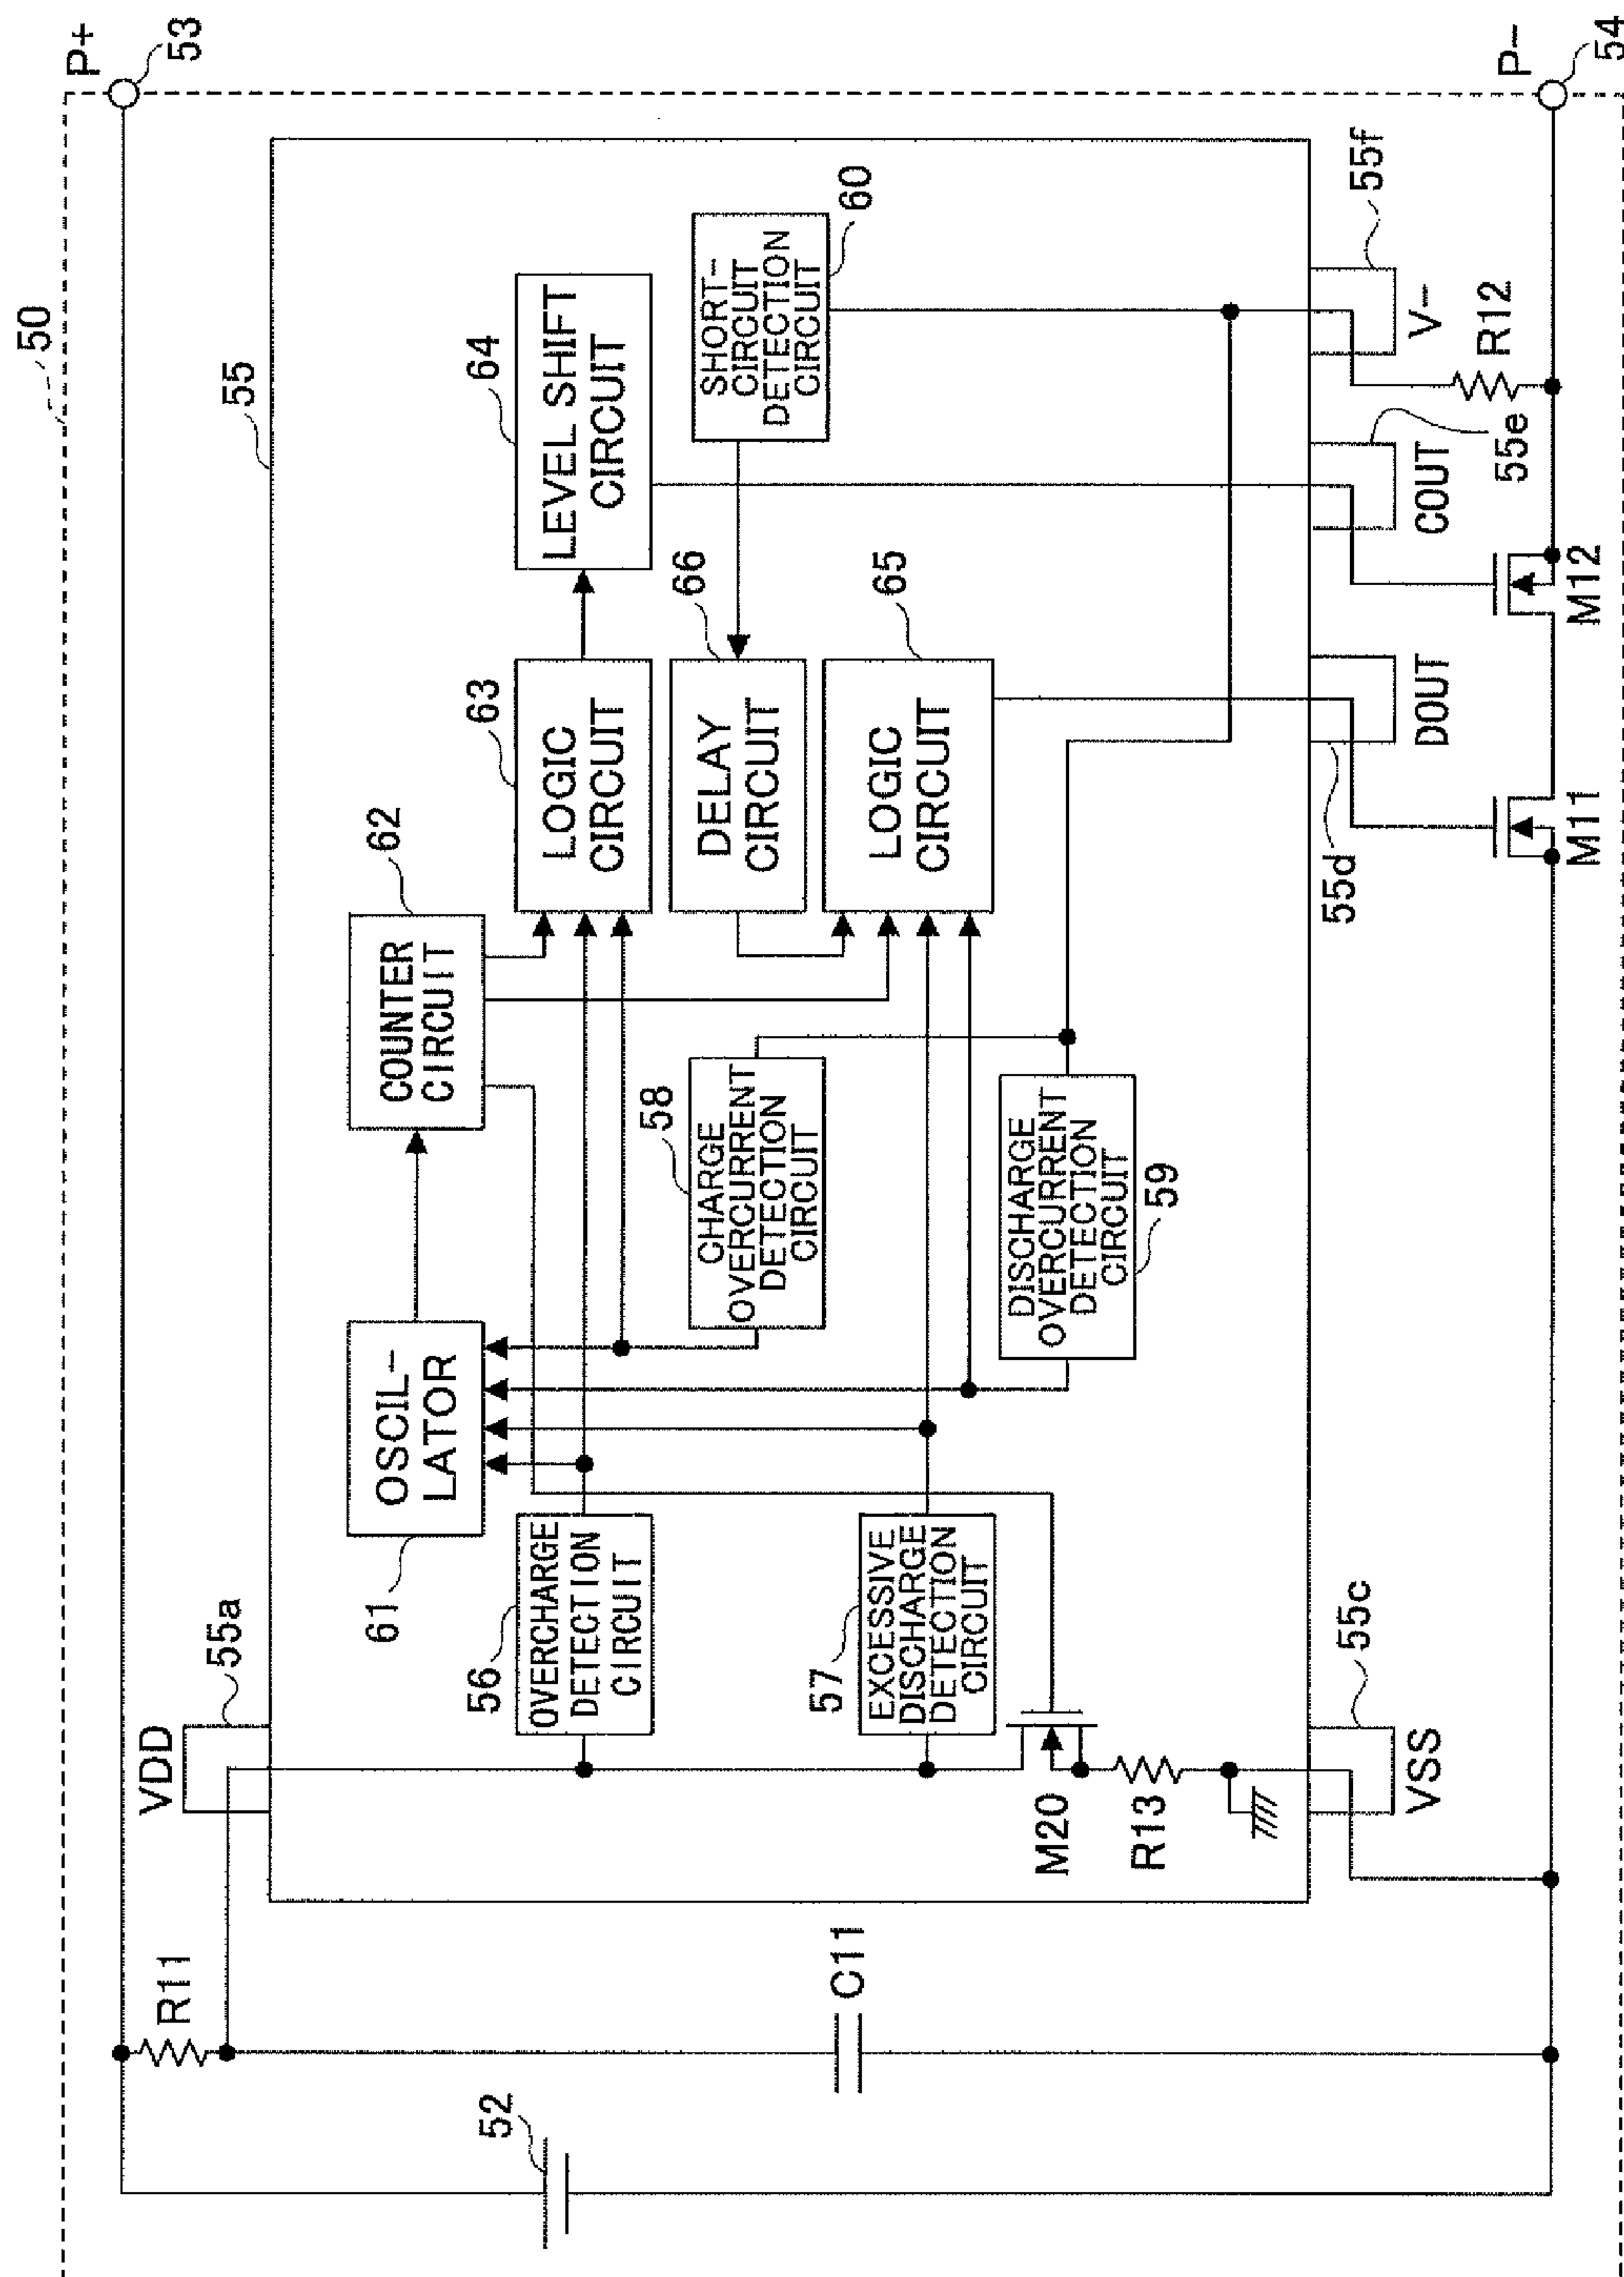 50
P+
53
55
VDD
55a
R11
61
OSCIL-
LATOR
62
COUNTER
CIRCUIT
63
LOGIC
CIRCUIT
64
LEVEL SHIFT
CIRCUIT
52
56
OVERCHARGE
DETECTION
CIRCUIT
58
CHARGE
OVERCURRENT
DETECTION
CIRCUIT
66
DELAY
CIRCUIT
SHORT-
CIRCUIT
DETECTION
CIRCUIT
60
C11
57
EXCESSIVE
DISCHARGE
DETECTION
CIRCUIT
65
LOGIC
CIRCUIT
DISCHARGE
OVERCURRENT
DETECTION
CIRCUIT
59
M20
R13
55c
VSS
55d
DOUT
COUT
55e
55f
V-
R12
M11
M12
P-
54